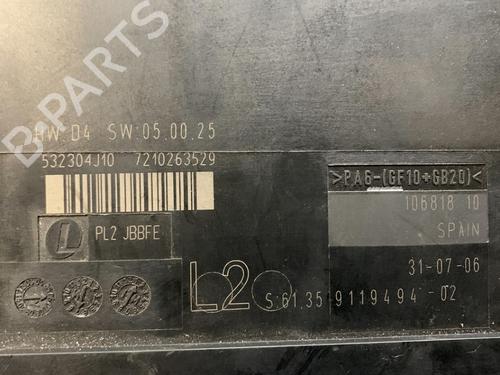 B-PARTS
HW:04 SW:05.00.25
532304J10 7210263529
>PA6-(GF10+GB20)<
106818 10
L PL2 JBBFE
SPAIN
31-07-06
L2
S:61.35 9119494 -02